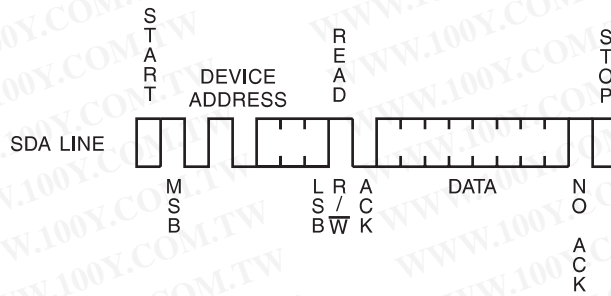 START
DEVICE
ADDRESS
READ
STOP
SDA LINE
MSB
LSB
R/W
ACK
DATA
NO ACK
WWW.100Y.COM.TW